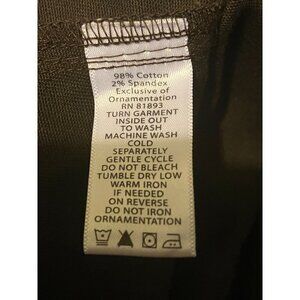 98% Cotton
2% Spandex
Exclusive of
Ornamentation
RN 81893
TURN GARMENT
INSIDE OUT
TO WASH
MACHINE WASH
COLD
SEPARATELY
GENTLE CYCLE
DO NOT BLEACH
TUMBLE DRY LOW
WARM IRON
IF NEEDED
ON REVERSE
DO NOT IRON
ORNAMENTATION